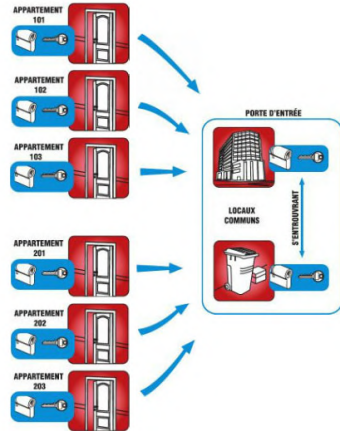 APPARTEMENT
101
APPARTEMENT
102
APPARTEMENT
103
APPARTEMENT
201
APPARTEMENT
202
APPARTEMENT
203
PORTE D'ENTRÉE
LOCAUX
COMMUNS
S'ENTROUVRANT